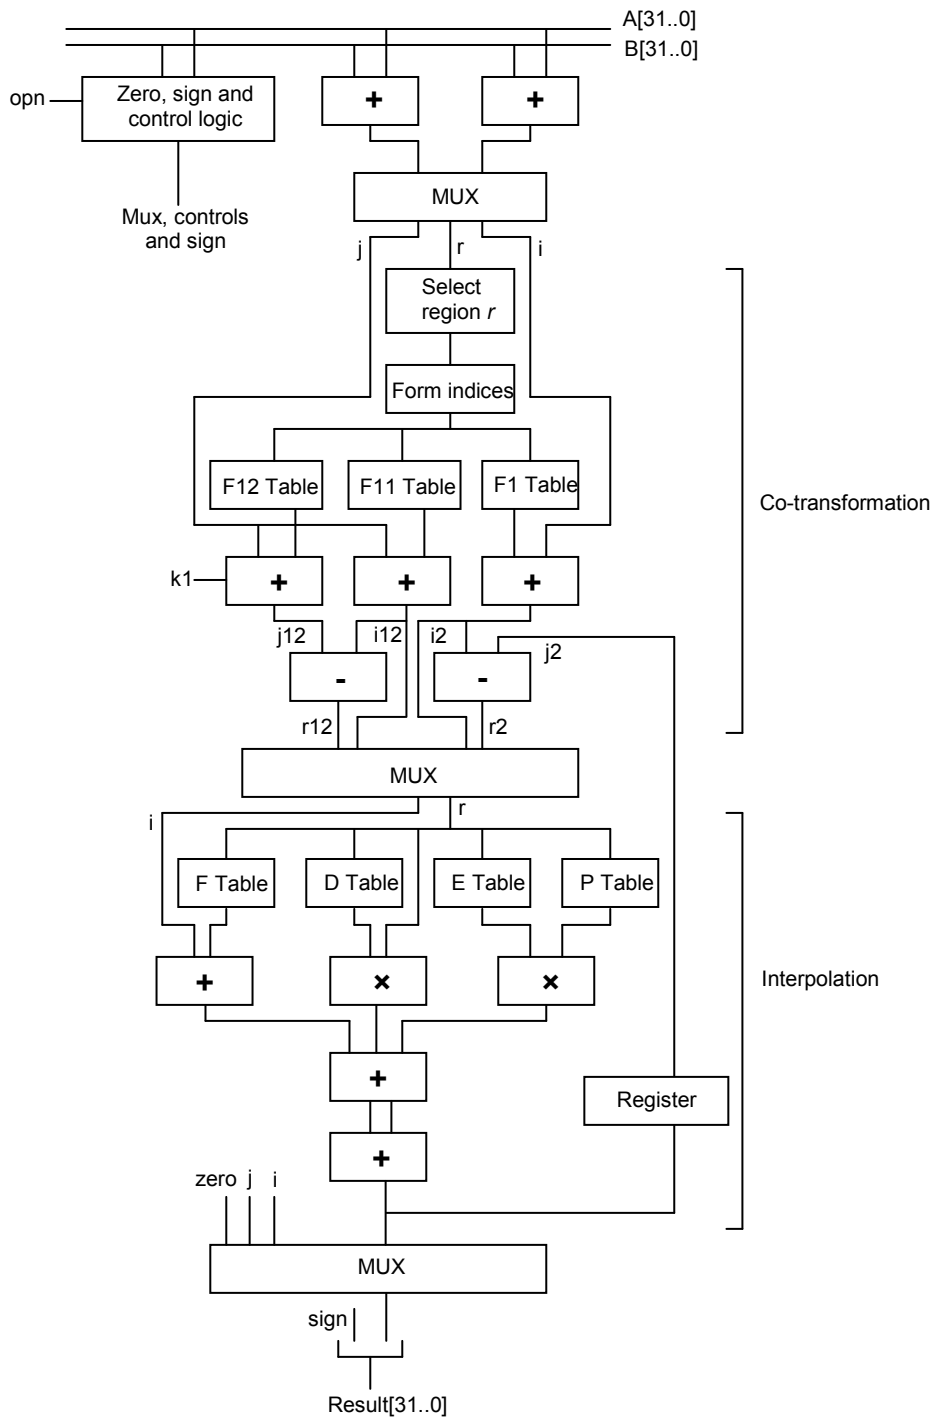 A[31..0]
B[31..0]
opn
Zero, sign and
control logic
+
+
Mux, controls
and sign
MUX
j
r
i
Select
region r
Form indices
F12 Table
F11 Table
F1 Table
Co-transformation
k1
+
+
+
j12
i12
i2
j2
-
-
r12
r2
MUX
i
r
F Table
D Table
E Table
P Table
+
×
×
Interpolation
+
Register
+
zero
j
i
MUX
sign
Result[31..0]